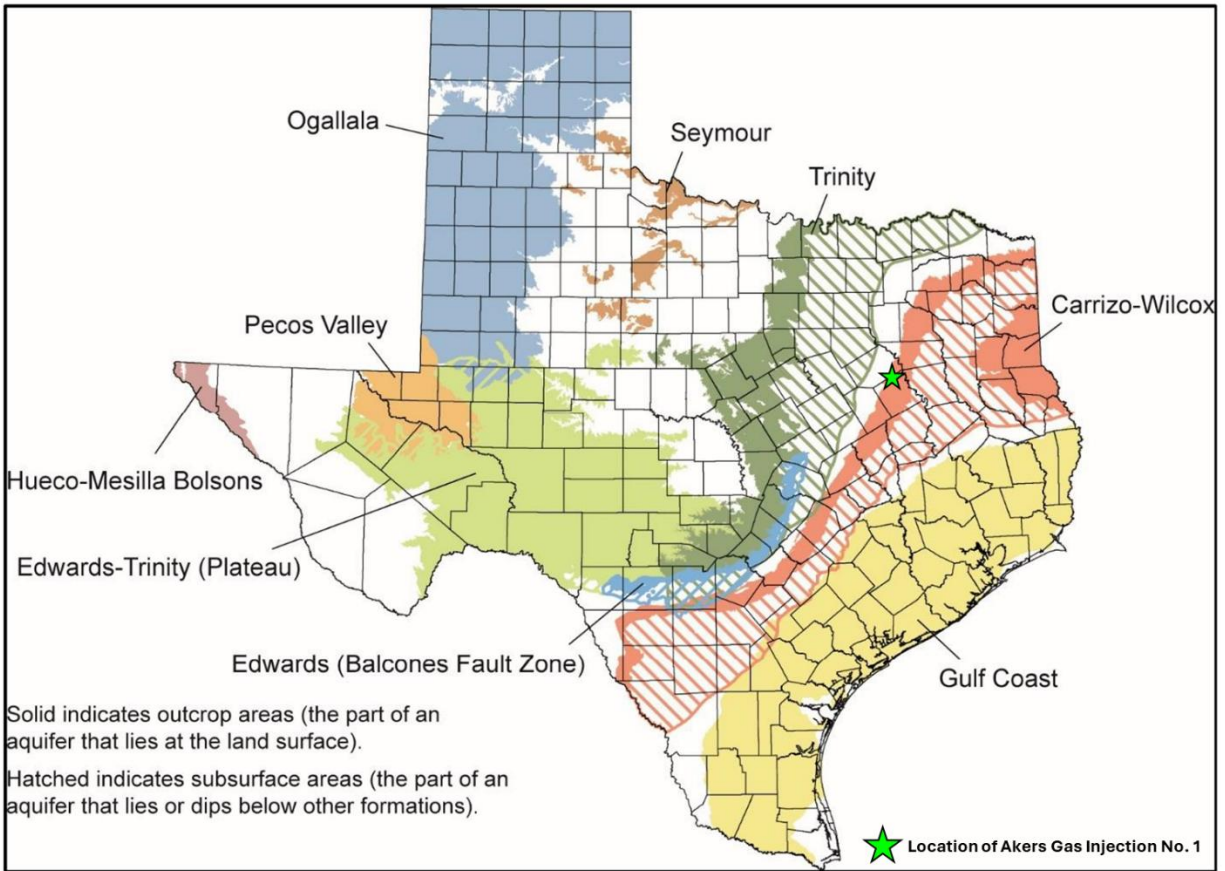 Ogallala
Seymour
Trinity
Carrizo-Wilcox
Pecos Valley
Hueco-Mesilla Bolsons
Edwards-Trinity (Plateau)
Edwards (Balcones Fault Zone)
Gulf Coast
Solid indicates outcrop areas (the part of an
aquifer that lies at the land surface).
Hatched indicates subsurface areas (the part of an
aquifer that lies or dips below other formations).
Location of Akers Gas Injection No. 1